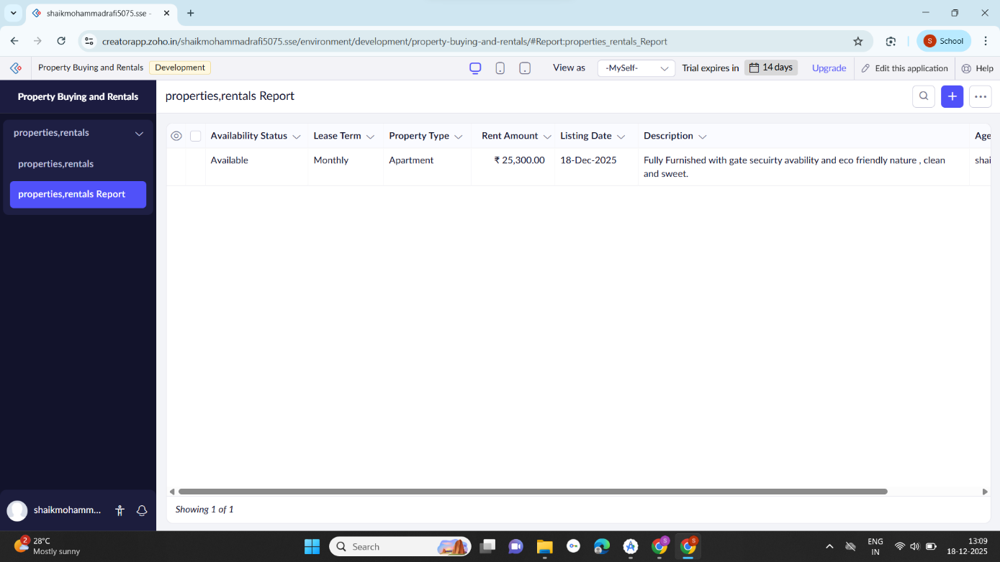 shaikmohammadrafi5075.sse -
creatorapp.zoho.in/shaikmohammadrafi5075.sse/environment/development/property-buying-and-rentals/#Report:properties_rentals_Report
S School
Property Buying and Rentals Development View as -MySelf- Trial expires in 14 days Upgrade Edit this application Help
Property Buying and Rentals
properties,rentals Report
properties,rentals
properties,rentals
properties,rentals Report
Availability Status Lease Term Property Type Rent Amount Listing Date Description Age
Available Monthly Apartment ₹ 25,300.00 18-Dec-2025 Fully Furnished with gate secuirty avability and eco friendly nature , clean shai
and sweet.
Showing 1 of 1
shaikmohamm...
2 28°C
Mostly sunny
Search
S
S
ENG
IN
13:09
18-12-2025